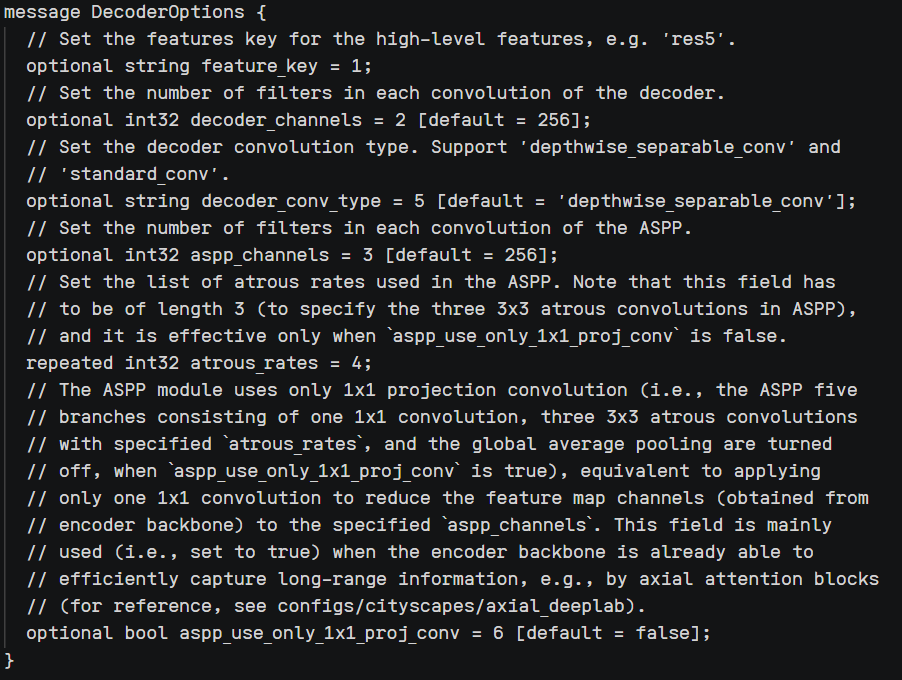 message DecoderOptions {
// Set the features key for the high-level features, e.g. 'res5'.
optional string feature_key = 1;
// Set the number of filters in each convolution of the decoder.
optional int32 decoder_channels = 2 [default = 256];
// Set the decoder convolution type. Support 'depthwise_separable_conv' and
// 'standard_conv'.
optional string decoder_conv_type = 5 [default = 'depthwise_separable_conv'];
// Set the number of filters in each convolution of the ASPP.
optional int32 aspp_channels = 3 [default = 256];
// Set the list of atrous rates used in the ASPP. Note that this field has
// to be of length 3 (to specify the three 3x3 atrous convolutions in ASPP),
// and it is effective only when `aspp_use_only_1x1_proj_conv` is false.
repeated int32 atrous_rates = 4;
// The ASPP module uses only 1x1 projection convolution (i.e., the ASPP five
// branches consisting of one 1x1 convolution, three 3x3 atrous convolutions
// with specified `atrous_rates`, and the global average pooling are turned
// off, when `aspp_use_only_1x1_proj_conv` is true), equivalent to applying
// only one 1x1 convolution to reduce the feature map channels (obtained from
// encoder backbone) to the specified `aspp_channels`. This field is mainly
// used (i.e., set to true) when the encoder backbone is already able to
// efficiently capture long-range information, e.g., by axial attention blocks
// (for reference, see configs/cityscapes/axial_deeplab).
optional bool aspp_use_only_1x1_proj_conv = 6 [default = false];
}